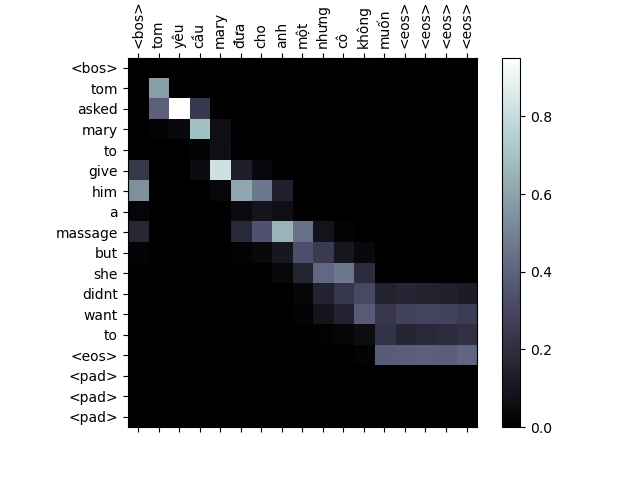 <bos> tom yêu cầu mary đưa cho anh một nhưng cô không muốn <eos> <eos> <eos> <eos>
<bos>
tom
asked
mary
to
give
him
a
massage
but
she
didnt
want
to
<eos>
<pad>
<pad>
<pad>
0.8
0.6
0.4
0.2
0.0